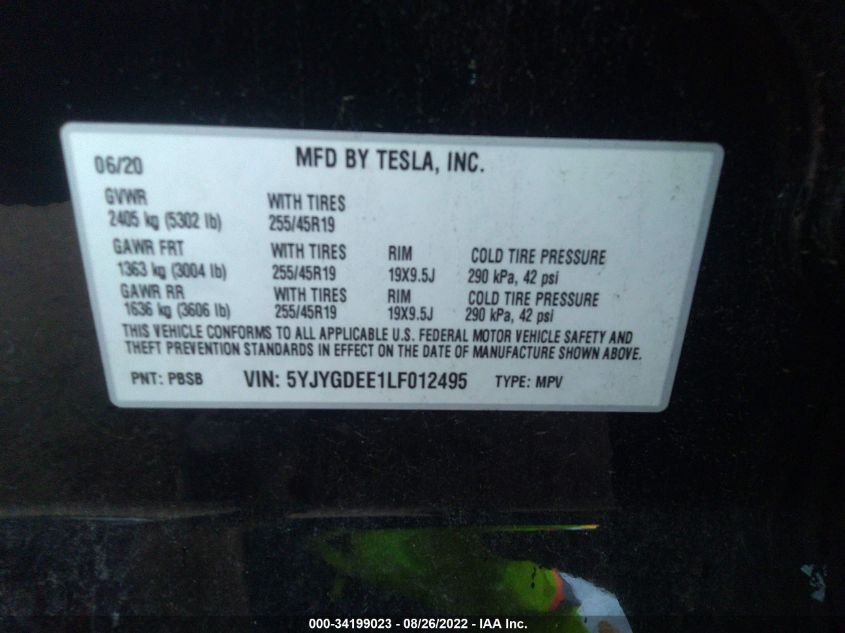 06/20 MFD BY TESLA, INC.
GVWR WITH TIRES
2405 kg (5302 lb) 255/45R19
GAWR FRT WITH TIRES RIM COLD TIRE PRESSURE
1363 kg (3004 lb) 255/45R19 19X9.5J 290 kPa, 42 psi
GAWR RR WITH TIRES RIM COLD TIRE PRESSURE
1636 kg (3606 lb) 255/45R19 19X9.5J 290 kPa, 42 psi
THIS VEHICLE CONFORMS TO ALL APPLICABLE U.S. FEDERAL MOTOR VEHICLE SAFETY AND
THEFT PREVENTION STANDARDS IN EFFECT ON THE DATE OF MANUFACTURE SHOWN ABOVE.
PNT: PBSB VIN: 5YJYGDEE1LF012495 TYPE: MPV
000-34199023 - 08/26/2022 - IAA Inc.